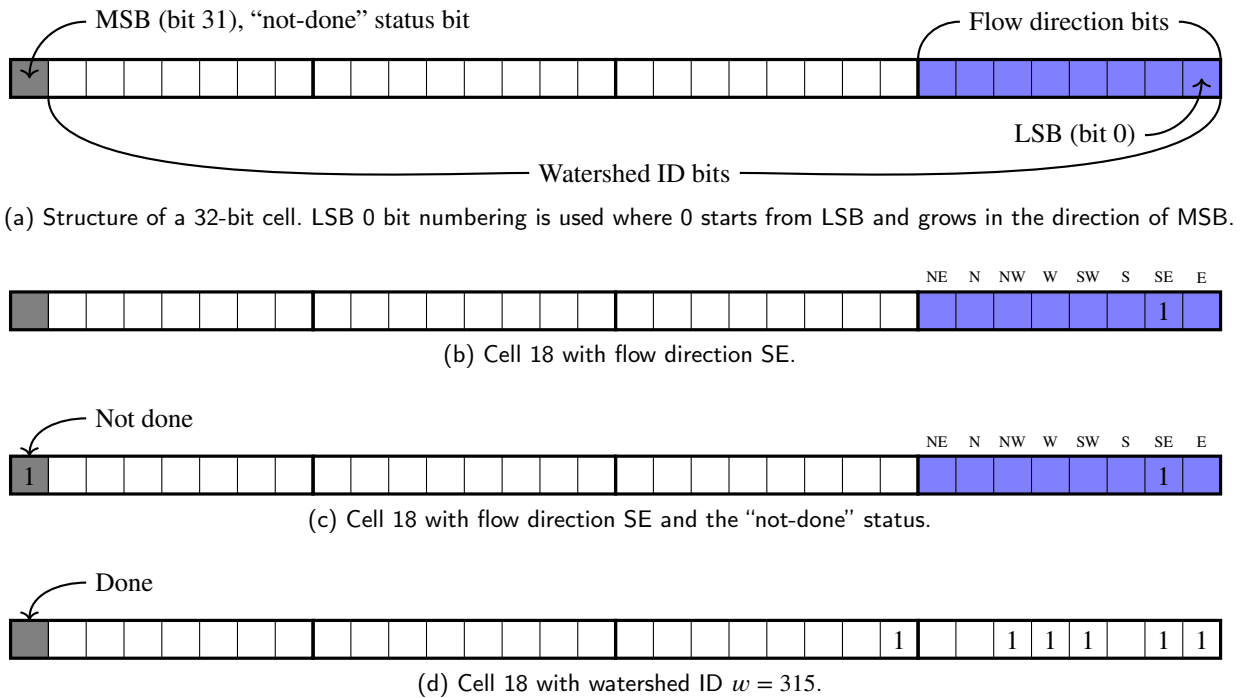 MSB (bit 31), “not-done” status bit
Flow direction bits
LSB (bit 0)
Watershed ID bits
(a) Structure of a 32-bit cell. LSB 0 bit numbering is used where 0 starts from LSB and grows in the direction of MSB.
NE N NW W SW S SE E
1
(b) Cell 18 with flow direction SE.
Not done
NE N NW W SW S SE E
1 1
(c) Cell 18 with flow direction SE and the “not-done” status.
Done
1 1 1 1 1 1
(d) Cell 18 with watershed ID w = 315.